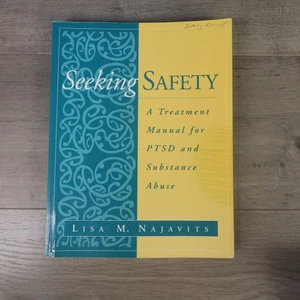 Seeking SAFETY
A Treatment
Manual for
PTSD and
Substance
Abuse
LISA M. NAJAVITS